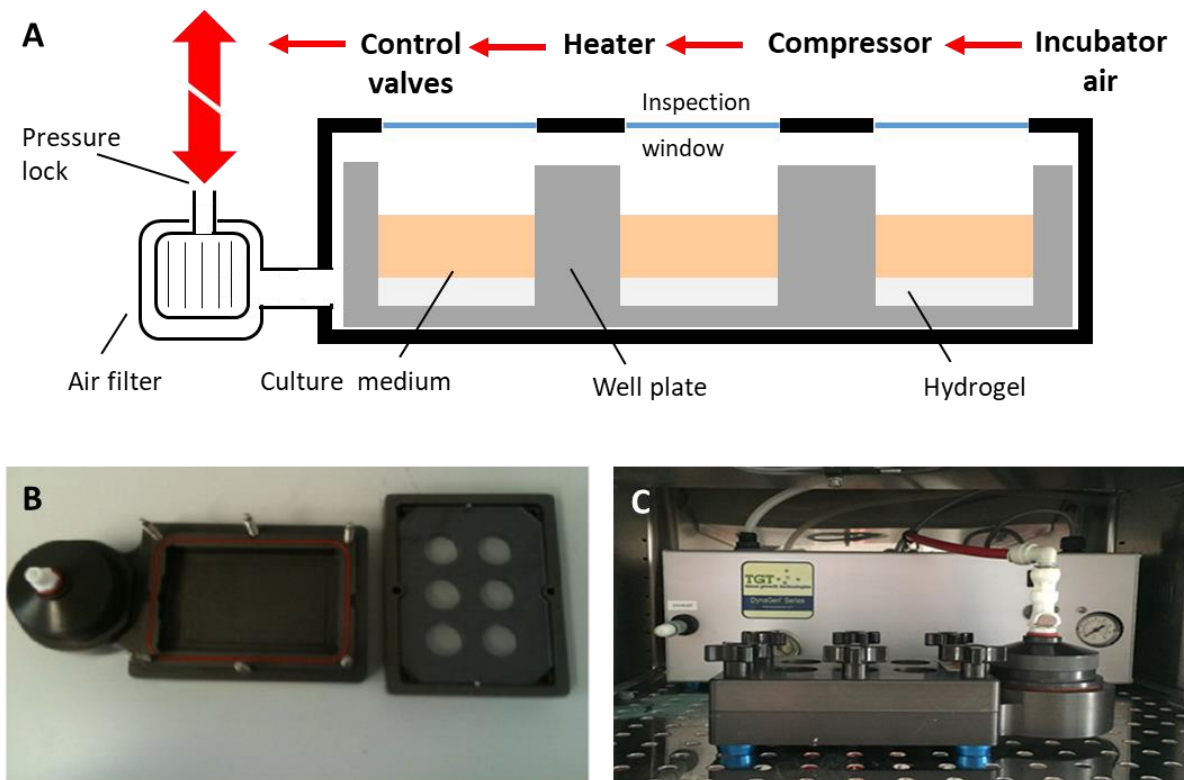 A
Control valves
Heater
Compressor
Incubator air
Pressure lock
Inspection window
Air filter
Culture medium
Well plate
Hydrogel
B
C
TGT
DynaGen Series